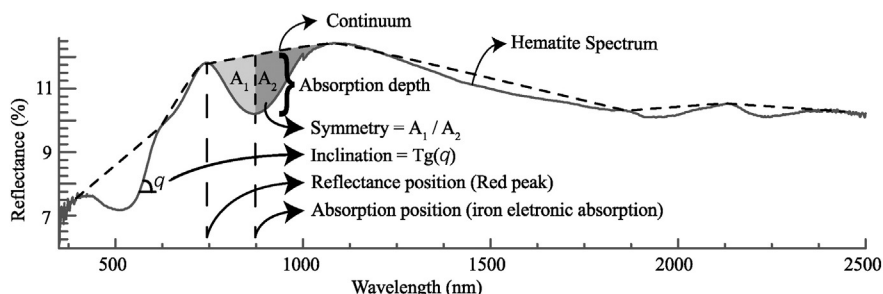 Continuum
Hematite Spectrum
11
A1 A2
Absorption depth
Reflectance (%)
Symmetry = A1 / A2
9
Inclination = Tg(q)
q
Reflectance position (Red peak)
7
Absorption position (iron eletronic absorption)
500 1000 1500 2000 2500
Wavelength (nm)